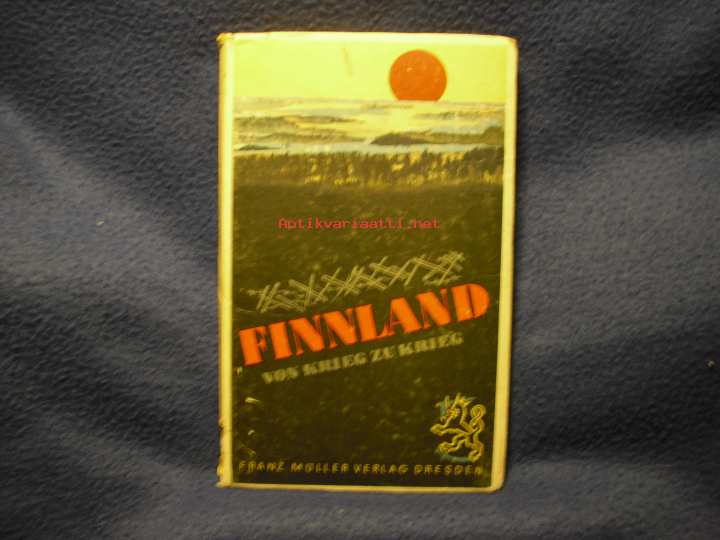 Antikvariaatti.net
FINNLAND
VON KRIEG ZU KRIEG
FRANZ MÜLLER VERLAG DRESDEN